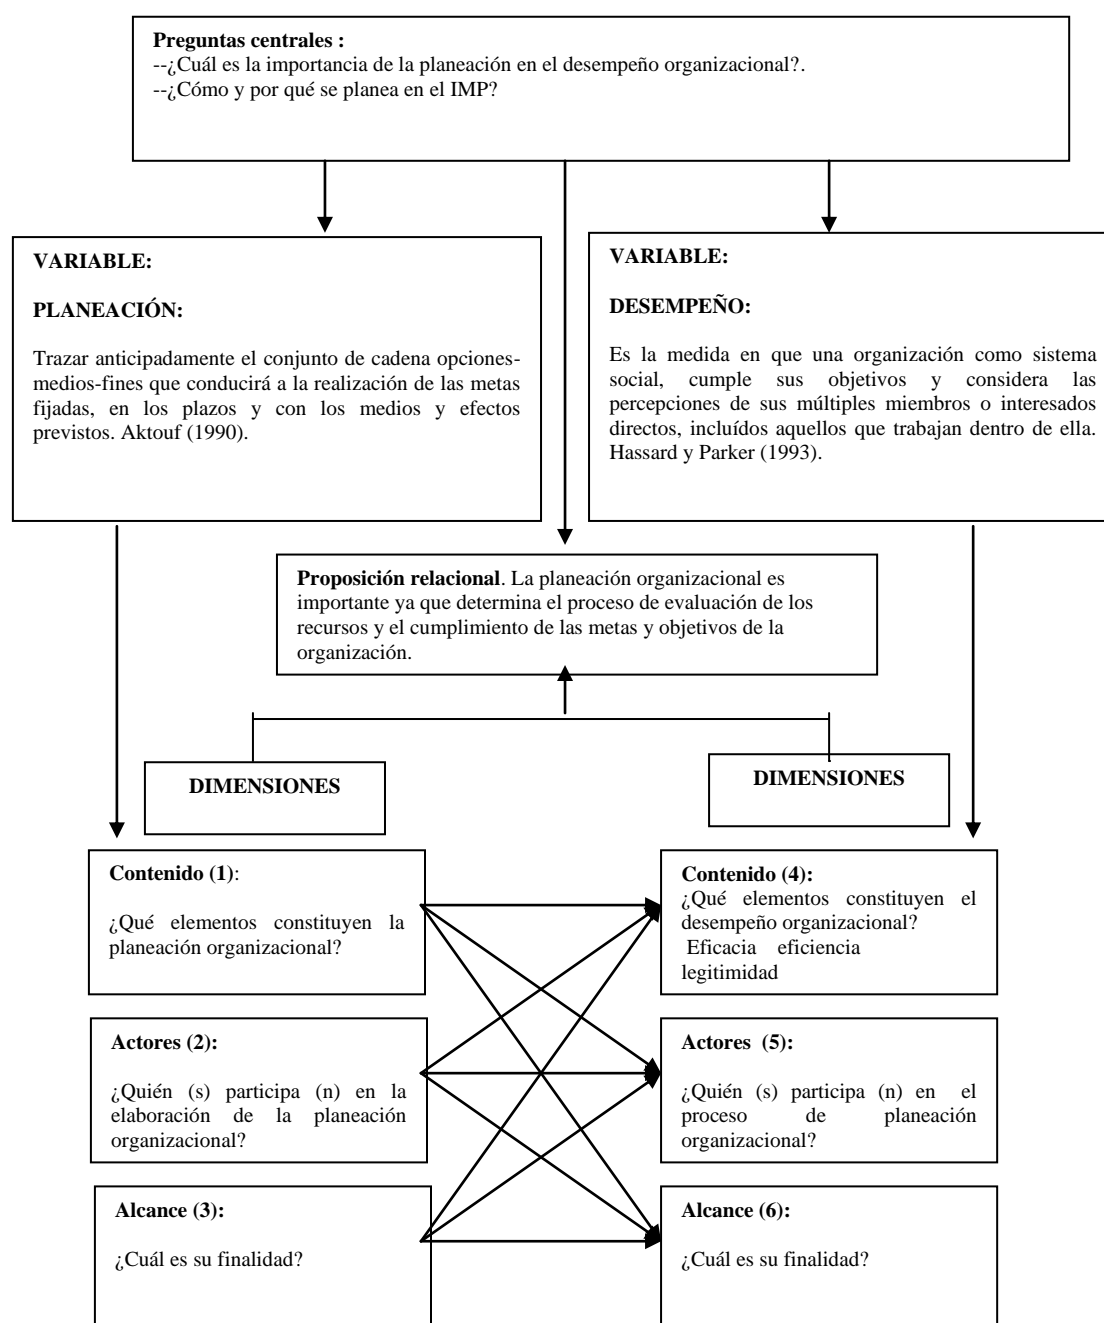 Preguntas centrales :
--¿Cuál es la importancia de la planeación en el desempeño organizacional?.
--¿Cómo y por qué se planea en el IMP?
VARIABLE:
PLANEACIÓN:
Trazar anticipadamente el conjunto de cadena opciones-
medios-fines que conducirá a la realización de las metas
fijadas, en los plazos y con los medios y efectos
previstos. Aktouf (1990).
VARIABLE:
DESEMPEÑO:
Es la medida en que una organización como sistema
social, cumple sus objetivos y considera las
percepciones de sus múltiples miembros o interesados
directos, incluídos aquellos que trabajan dentro de ella.
Hassard y Parker (1993).
Proposición relacional. La planeación organizacional es
importante ya que determina el proceso de evaluación de los
recursos y el cumplimiento de las metas y objetivos de la
organización.
DIMENSIONES
DIMENSIONES
Contenido (1):
¿Qué elementos constituyen la
planeación organizacional?
Contenido (4):
¿Qué elementos constituyen el
desempeño organizacional?
Eficacia eficiencia
legitimidad
Actores (2):
¿Quién (s) participa (n) en la
elaboración de la planeación
organizacional?
Actores (5):
¿Quién (s) participa (n) en el
proceso de planeación
organizacional?
Alcance (3):
¿Cuál es su finalidad?
Alcance (6):
¿Cuál es su finalidad?